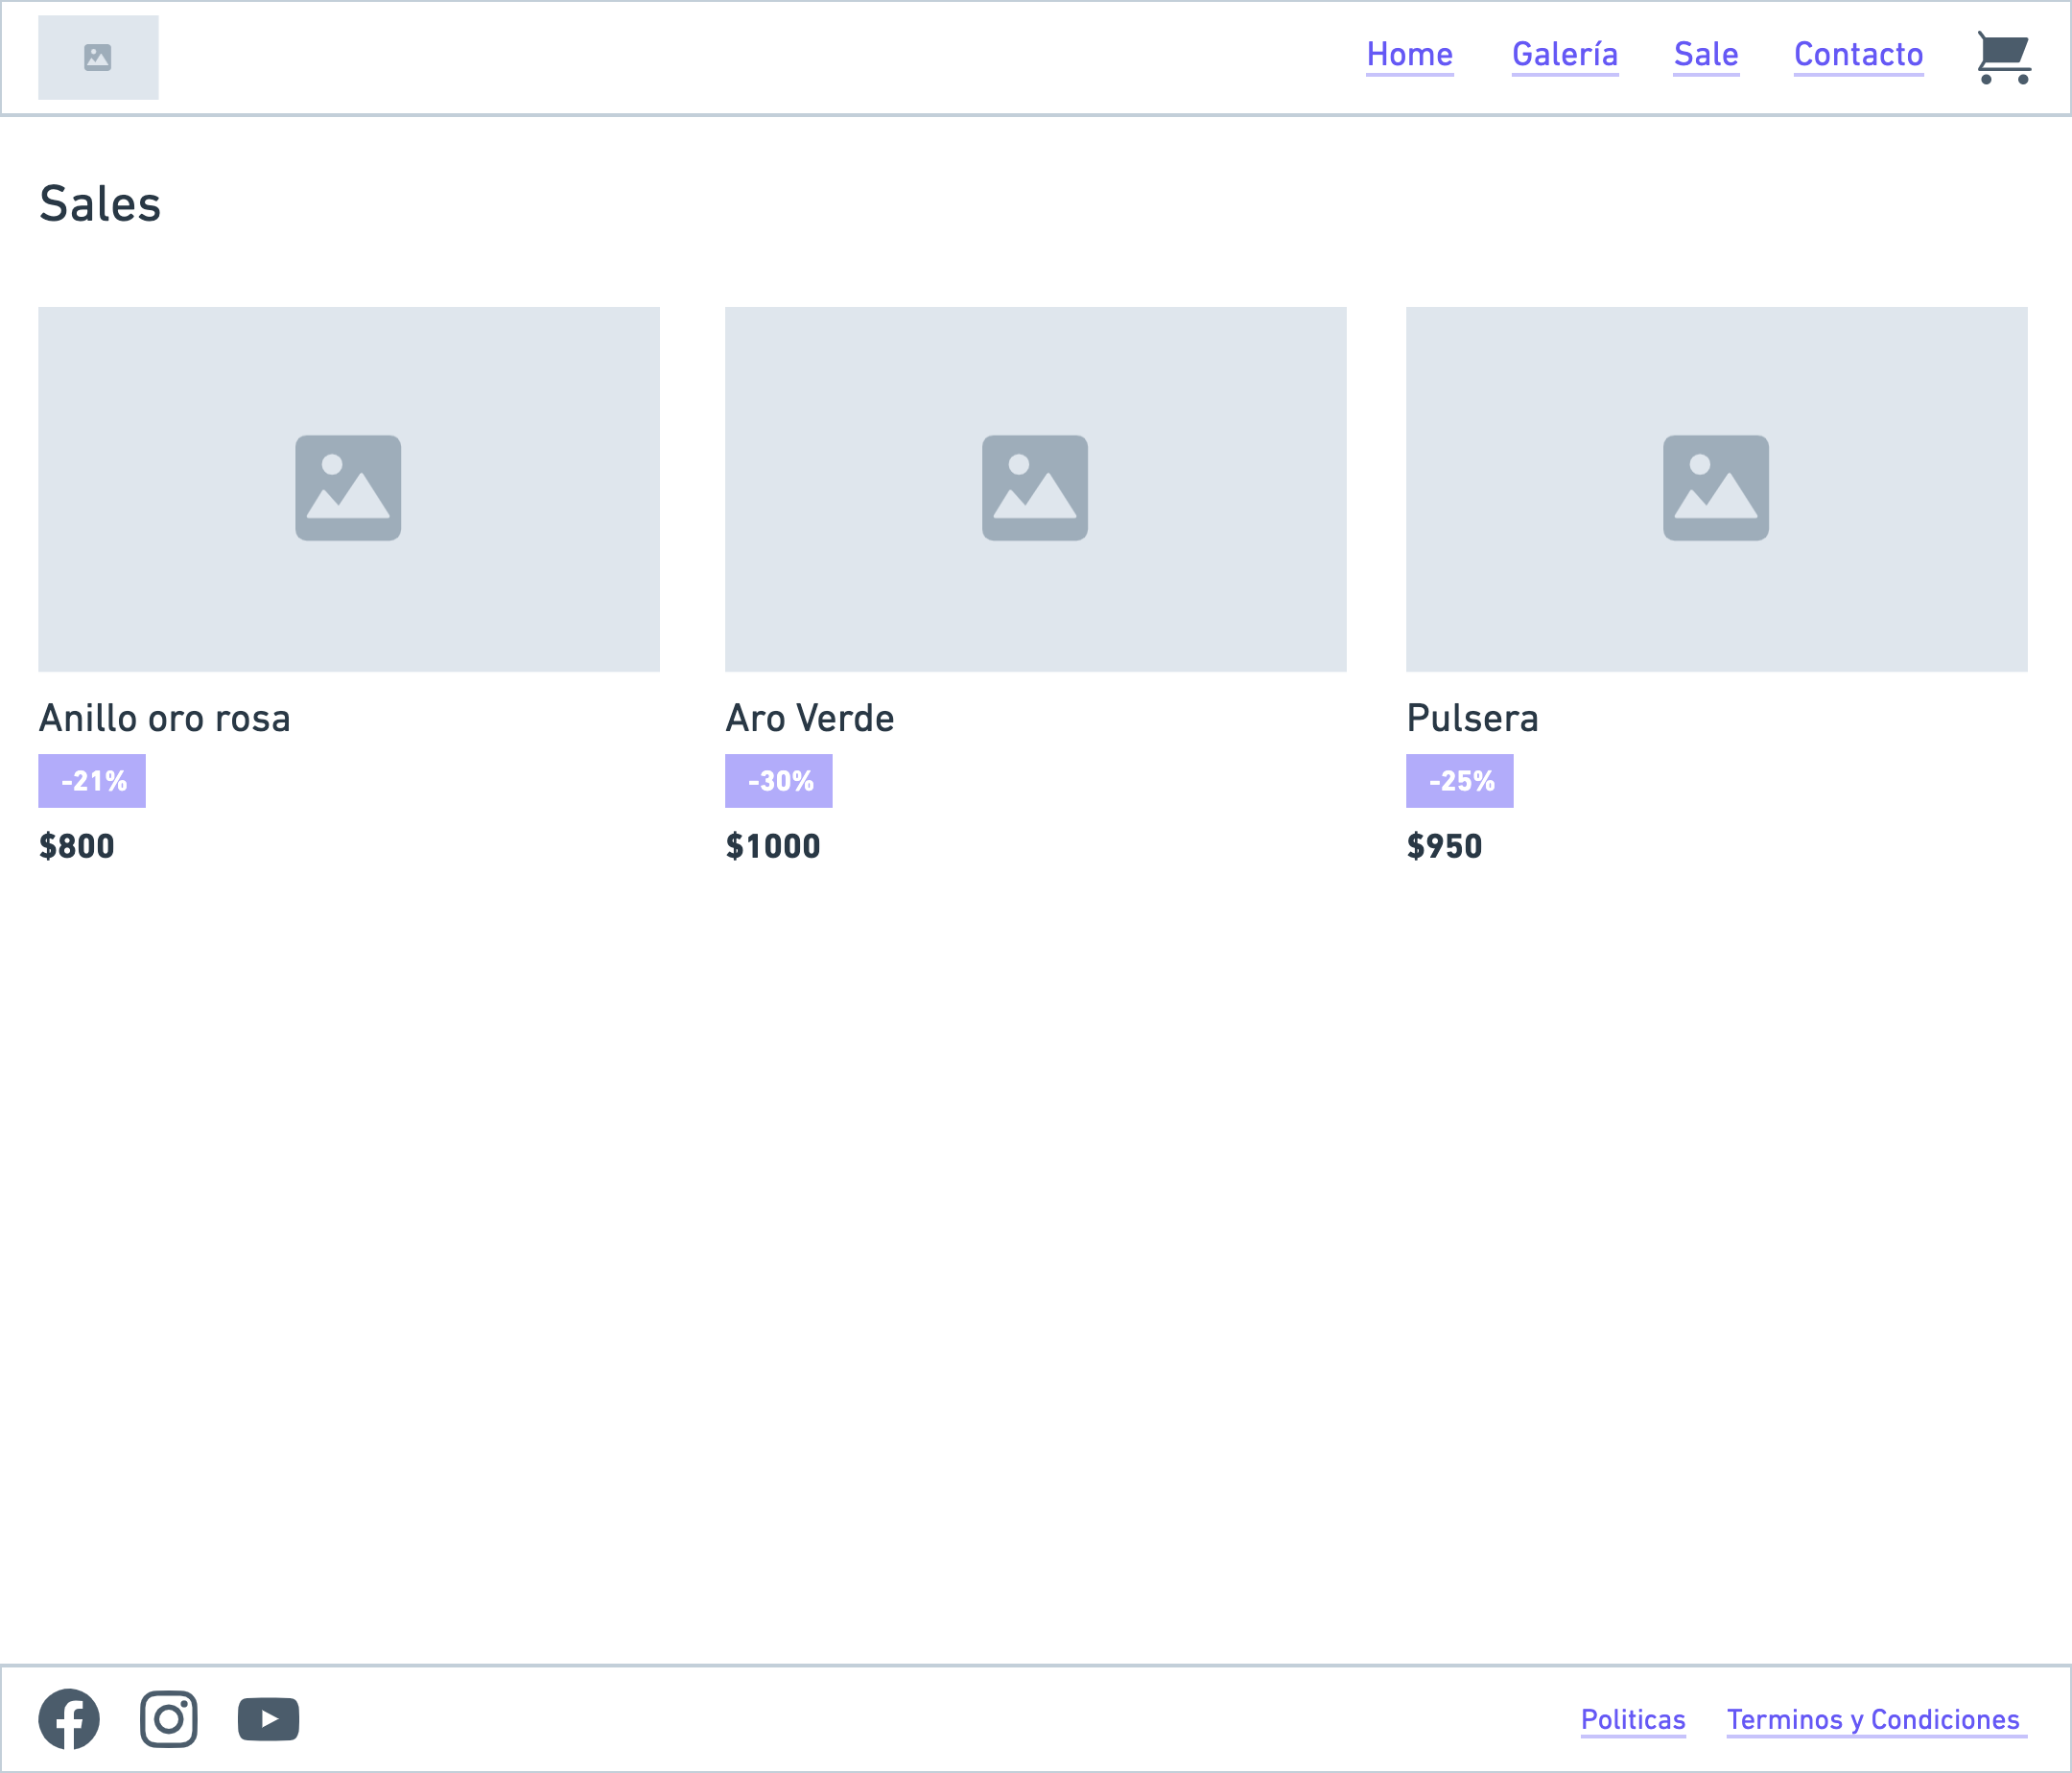 Home Galería Sale Contacto
Sales
Anillo oro rosa
-21%
$800
Aro Verde
-30%
$1000
Pulsera
-25%
$950
Politicas Terminos y Condiciones